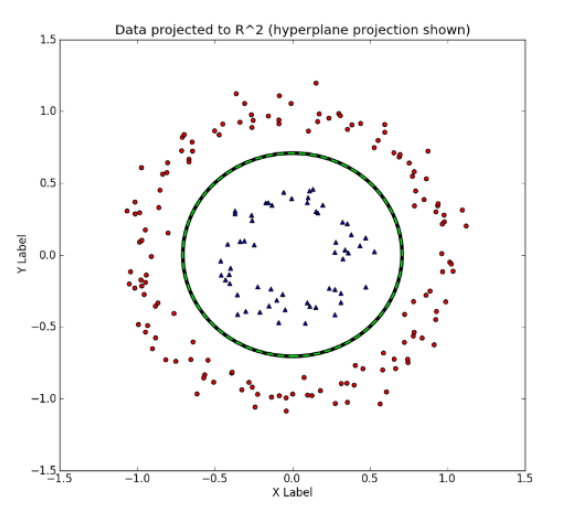 Data projected to R^2 (hyperplane projection shown)
1.5
1.0
0.5
0.0
−0.5
−1.0
−1.5
Y Label
−1.5 −1.0 −0.5 0.0 0.5 1.0 1.5
X Label